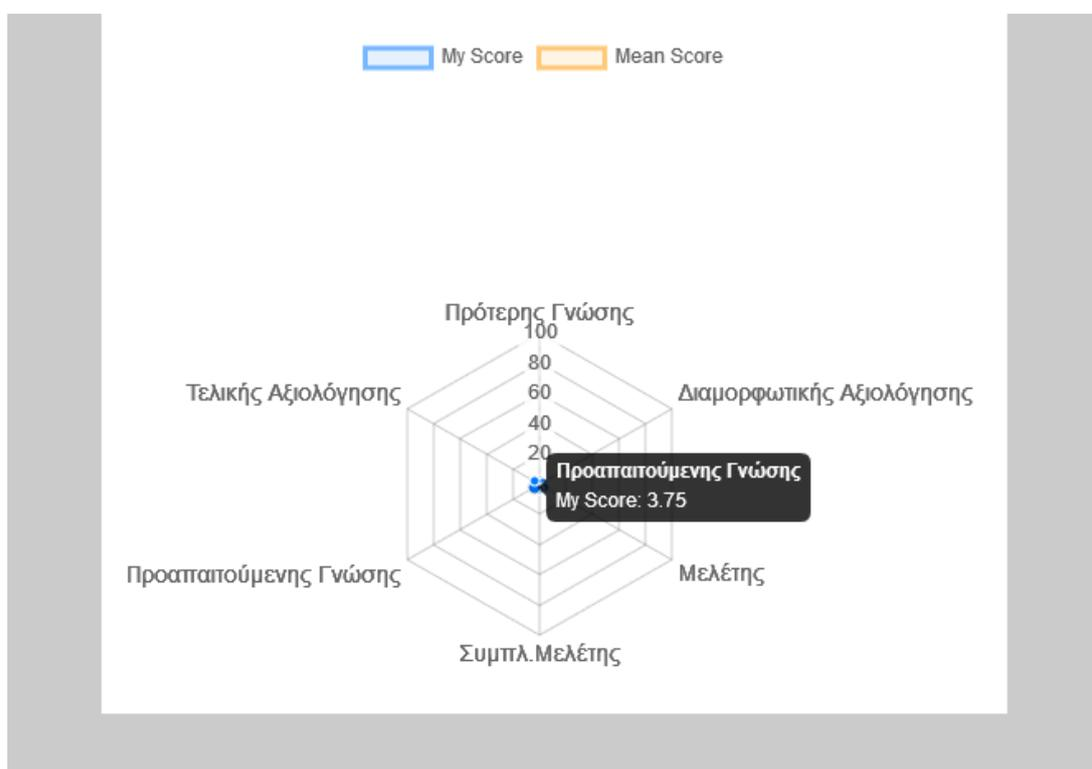 My Score
Mean Score
Πρότερης Γνώσης
100
80
60
40
20
Τελικής Αξιολόγησης
Διαμορφωτικής Αξιολόγησης
Προαπαιτούμενης Γνώσης
My Score: 3.75
Προαπαιτούμενης Γνώσης
Μελέτης
Συμπλ.Μελέτης